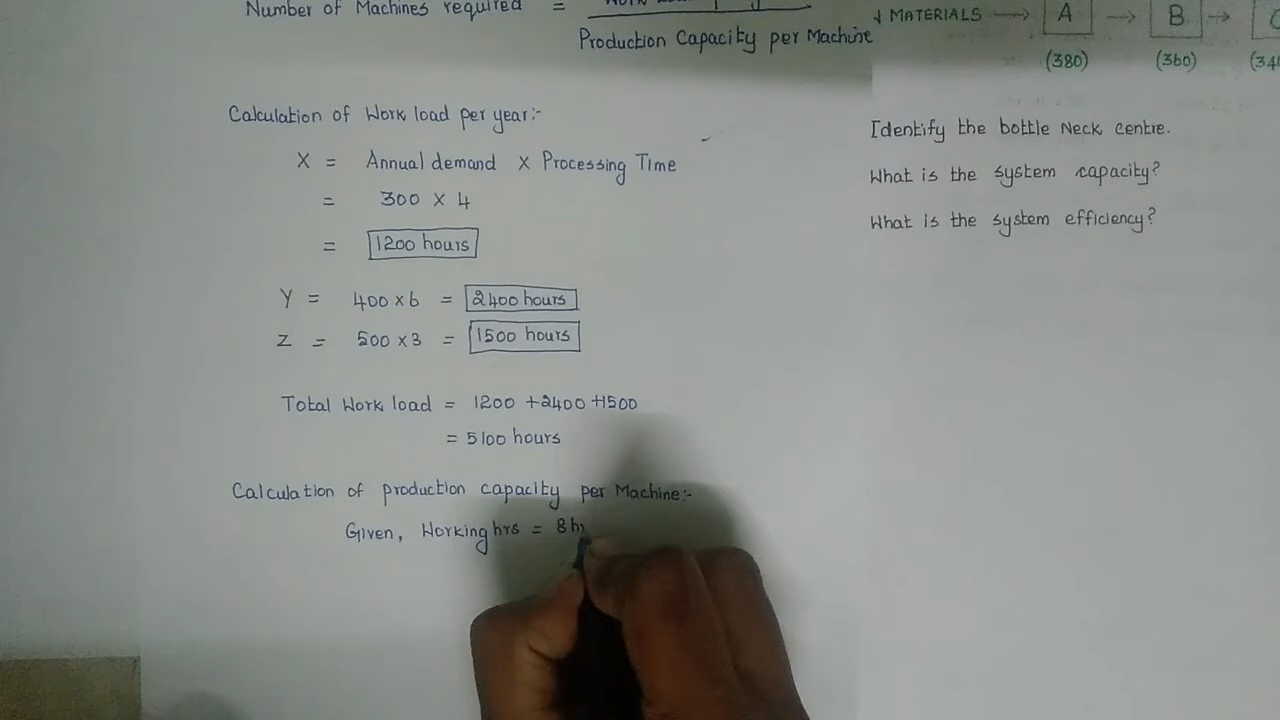 Number of Machines required =
Production Capacity per Machine
Calculation of Work load per year:-
X = Annual demand X Processing Time
= 300 X 4
= 1200 hours
Y = 400 x 6 = 2400 hours
Z = 500 x 3 = 1500 hours
Total Work load = 1200 + 2400 + 1500
= 5100 hours
Calculation of production capacity per Machine:-
Given, Working hrs = 8 h
MATERIALS → A → B →
(380) (360)
Identify the bottle Neck centre.
What is the system capacity?
What is the system efficiency?